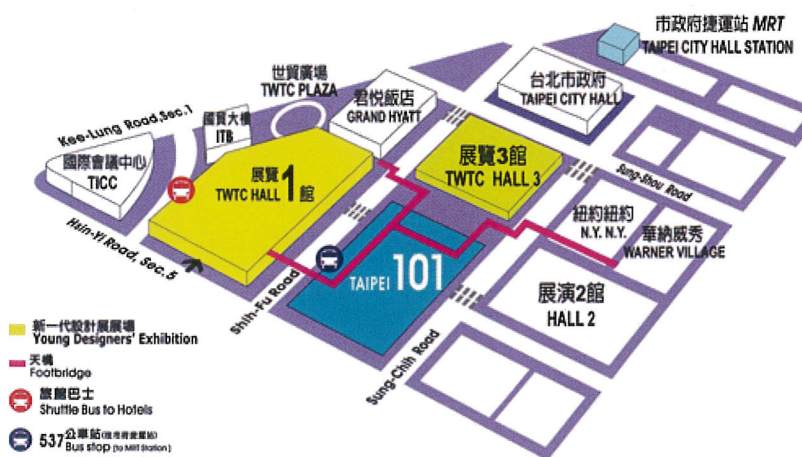 市政府捷運站 MRT
TAIPEI CITY HALL STATION
世貿廣場
TWTC PLAZA
君悅飯店
GRAND HYATT
台北市政府
TAIPEI CITY HALL
Kee-Lung Road,Sec.1
國貿大樓
ITB
國際會議中心
TICC
展覽1館
TWTC HALL
展覽3館
TWTC HALL 3
Sung-Shou Road
紐約紐約
N.Y. N.Y.
華納威秀
WARNER VILLAGE
Hsin-Yi Road, Sec.5
TAIPEI 101
展演2館
HALL 2
Shih-Fu Road
Sung-Chih Road
新一代設計展展場
Young Designers' Exhibition
天橋
Footbridge
旅館巴士
Shuttle Bus to Hotels
537公車站
Bus stop (to MRT Station)